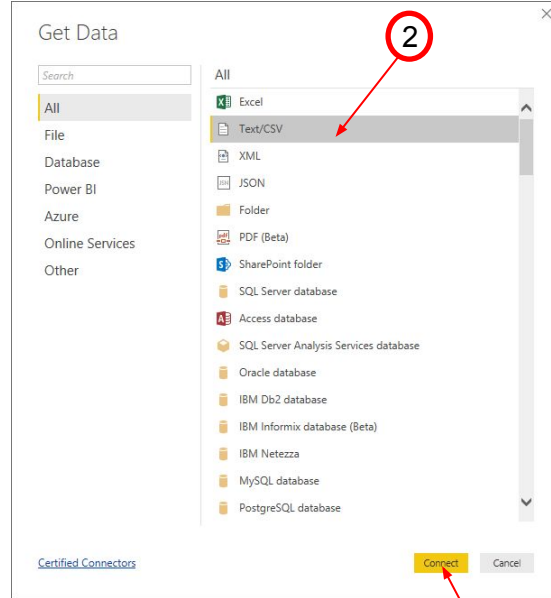 Get Data
2
Search
All
File
Database
Power BI
Azure
Online Services
Other
All
Excel
Text/CSV
XML
JSON
Folder
PDF (Beta)
SharePoint folder
SQL Server database
Access database
SQL Server Analysis Services database
Oracle database
IBM Db2 database
IBM Informix database (Beta)
IBM Netezza
MySQL database
PostgreSQL database
Certified Connectors
Connect
Cancel